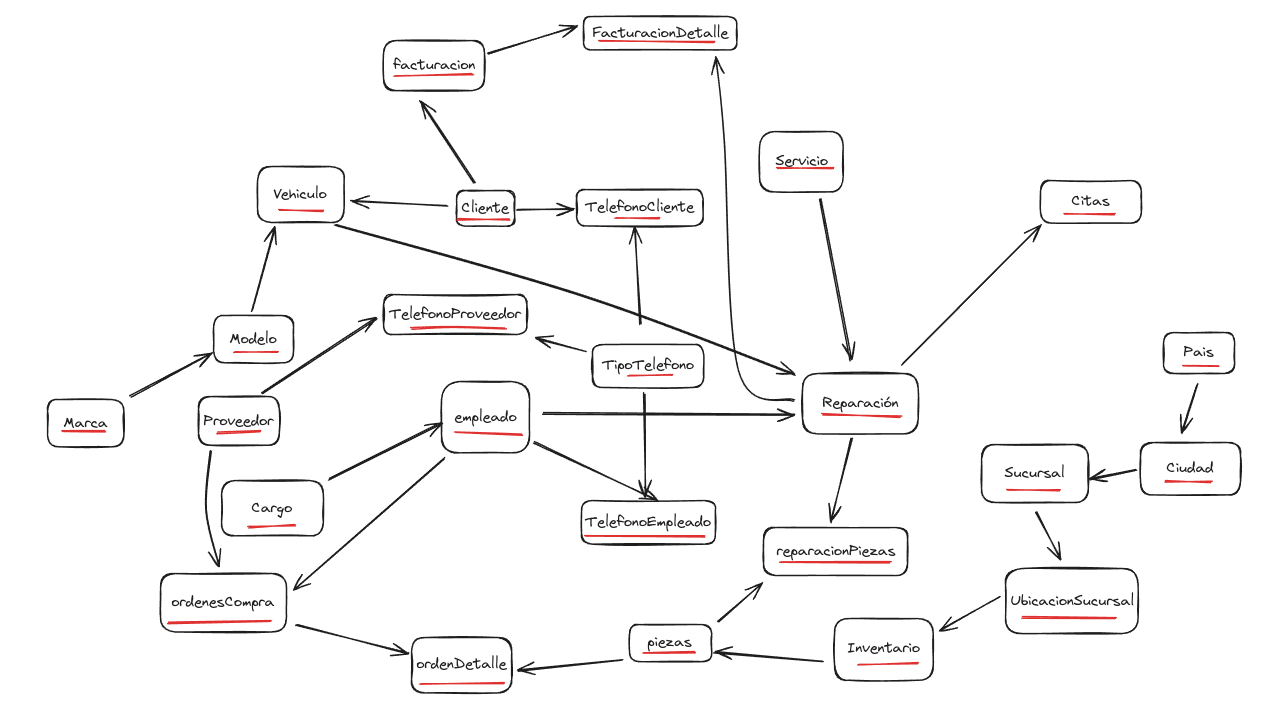 FacturacionDetalle
facturacion
Servicio
Vehiculo
Cliente
TelefonoCliente
Citas
TelefonoProveedor
Modelo
TipoTelefono
Pais
Marca
Proveedor
empleado
Reparación
Sucursal
Ciudad
Cargo
TelefonoEmpleado
reparacionPiezas
ordenesCompra
UbicacionSucursal
piezas
Inventario
ordenDetalle